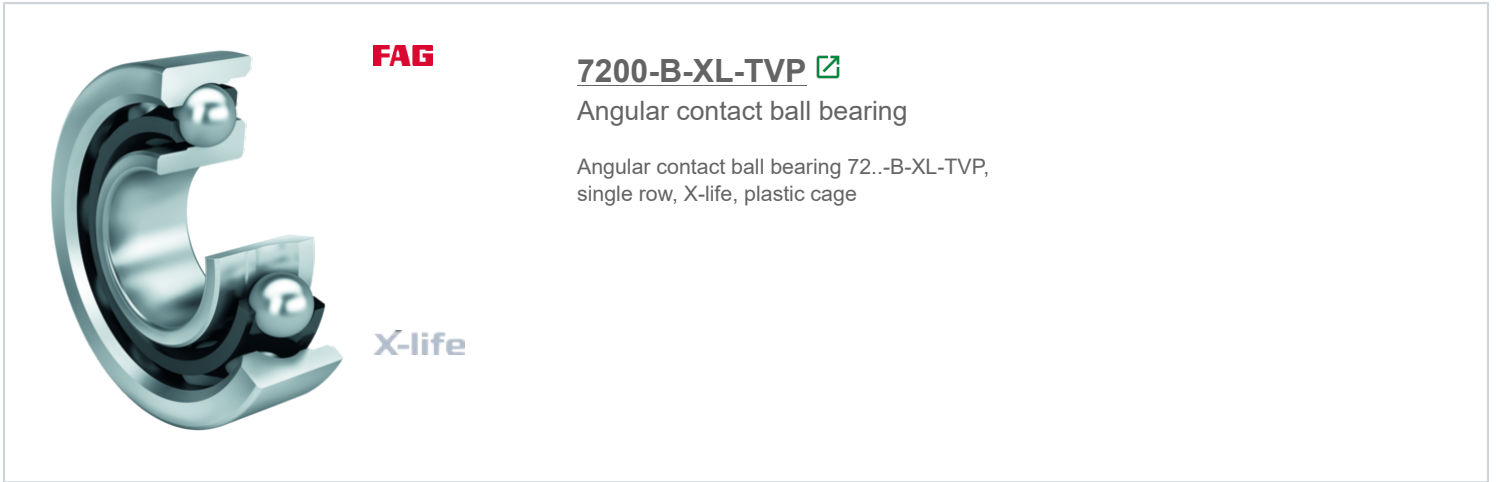 FAG
7200-B-XL-TVP
Angular contact ball bearing
Angular contact ball bearing 72..-B-XL-TVP,
single row, X-life, plastic cage
X-life